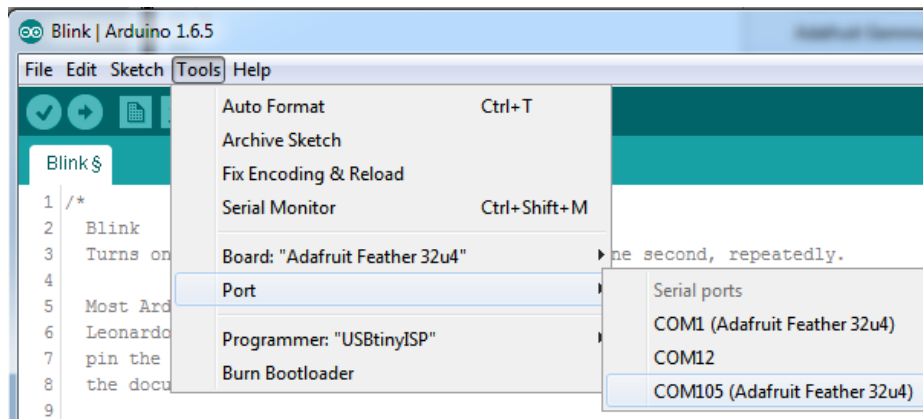 Blink | Arduino 1.6.5
File Edit Sketch Tools Help
Auto Format Ctrl+T
Archive Sketch
Fix Encoding & Reload
Serial Monitor Ctrl+Shift+M
Board: "Adafruit Feather 32u4"
Port
Programmer: "USBtinyISP"
Burn Bootloader
Serial ports
COM1 (Adafruit Feather 32u4)
COM12
COM105 (Adafruit Feather 32u4)
Blink§
1 /*
2 Blink
3 Turns on ne second, repeatedly.
4
5 Most Ard
6 Leonardo
7 pin the
8 the docu
9